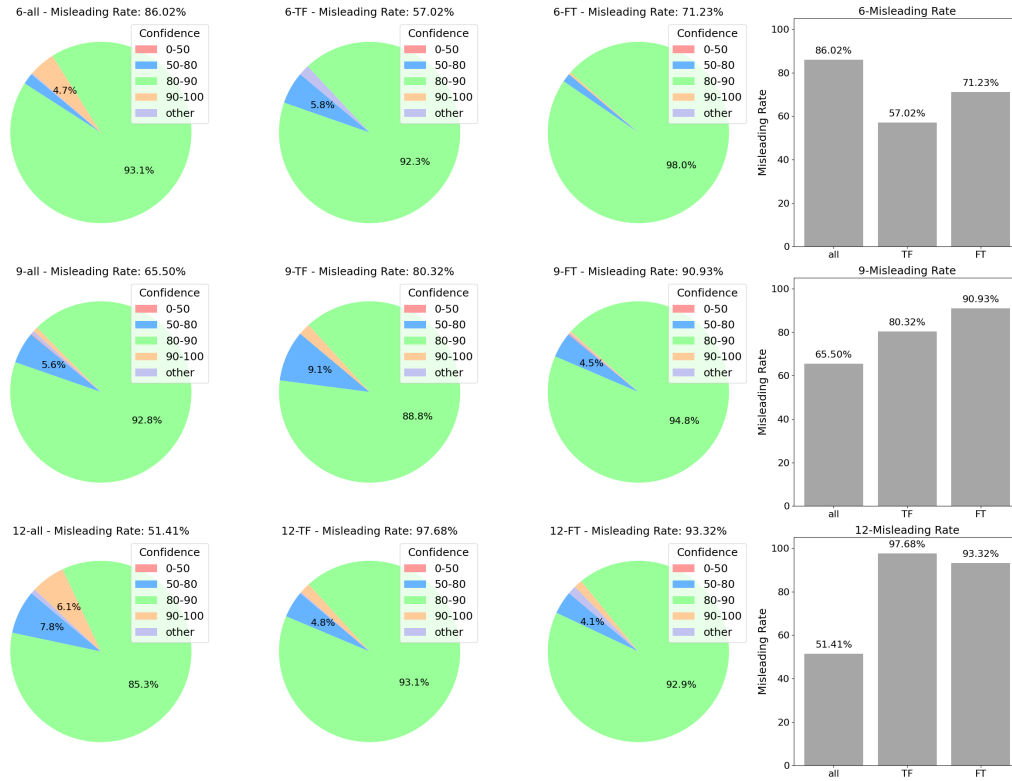 6-all - Misleading Rate: 86.02%
Confidence
0-50
50-80
80-90
90-100
other
4.7%
93.1%
6-TF - Misleading Rate: 57.02%
Confidence
0-50
50-80
80-90
90-100
other
5.8%
92.3%
6-FT - Misleading Rate: 71.23%
Confidence
0-50
50-80
80-90
90-100
other
98.0%
6-Misleading Rate
Misleading Rate
100
80
60
40
20
0
86.02%
57.02%
71.23%
all
TF
FT
9-all - Misleading Rate: 65.50%
Confidence
0-50
50-80
80-90
90-100
other
5.6%
92.8%
9-TF - Misleading Rate: 80.32%
Confidence
0-50
50-80
80-90
90-100
other
9.1%
88.8%
9-FT - Misleading Rate: 90.93%
Confidence
0-50
50-80
80-90
90-100
other
4.5%
94.8%
9-Misleading Rate
Misleading Rate
100
80
60
40
20
0
65.50%
80.32%
90.93%
all
TF
FT
12-all - Misleading Rate: 51.41%
Confidence
0-50
50-80
80-90
90-100
other
6.1%
7.8%
85.3%
12-TF - Misleading Rate: 97.68%
Confidence
0-50
50-80
80-90
90-100
other
4.8%
93.1%
12-FT - Misleading Rate: 93.32%
Confidence
0-50
50-80
80-90
90-100
other
4.1%
92.9%
12-Misleading Rate
Misleading Rate
100
80
60
40
20
0
51.41%
97.68%
93.32%
all
TF
FT